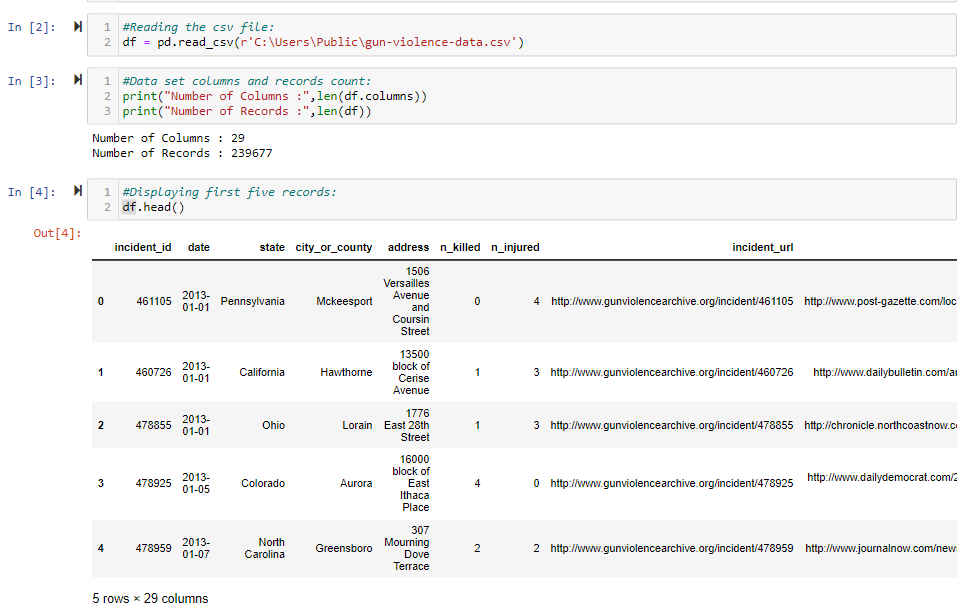 In [2]:
1 #Reading the csv file:
2 df = pd.read_csv(r'C:\Users\Public\gun-violence-data.csv')
In [3]:
1 #Data set columns and records count:
2 print("Number of Columns :",len(df.columns))
3 print("Number of Records :",len(df))
Number of Columns : 29
Number of Records : 239677
In [4]:
1 #Displaying first five records:
2 df.head()
Out[4]:
incident_id date state city_or_county address n_killed n_injured incident_url
0 461105 2013-01-01 Pennsylvania Mckeesport 1506 Versailles Avenue and Coursin Street 0 4 http://www.gunviolencearchive.org/incident/461105 http://www.post-gazette.com/loc
1 460726 2013-01-01 California Hawthorne 13500 block of Cerise Avenue 1 3 http://www.gunviolencearchive.org/incident/460726 http://www.dailybulletin.com/ar
2 478855 2013-01-01 Ohio Lorain 1776 East 28th Street 1 3 http://www.gunviolencearchive.org/incident/478855 http://chronicle.northcoastnow.c
3 478925 2013-01-05 Colorado Aurora 16000 block of East Ithaca Place 4 0 http://www.gunviolencearchive.org/incident/478925 http://www.dailydemocrat.com/2
4 478959 2013-01-07 North Carolina Greensboro 307 Mourning Dove Terrace 2 2 http://www.gunviolencearchive.org/incident/478959 http://www.journalnow.com/news
5 rows × 29 columns